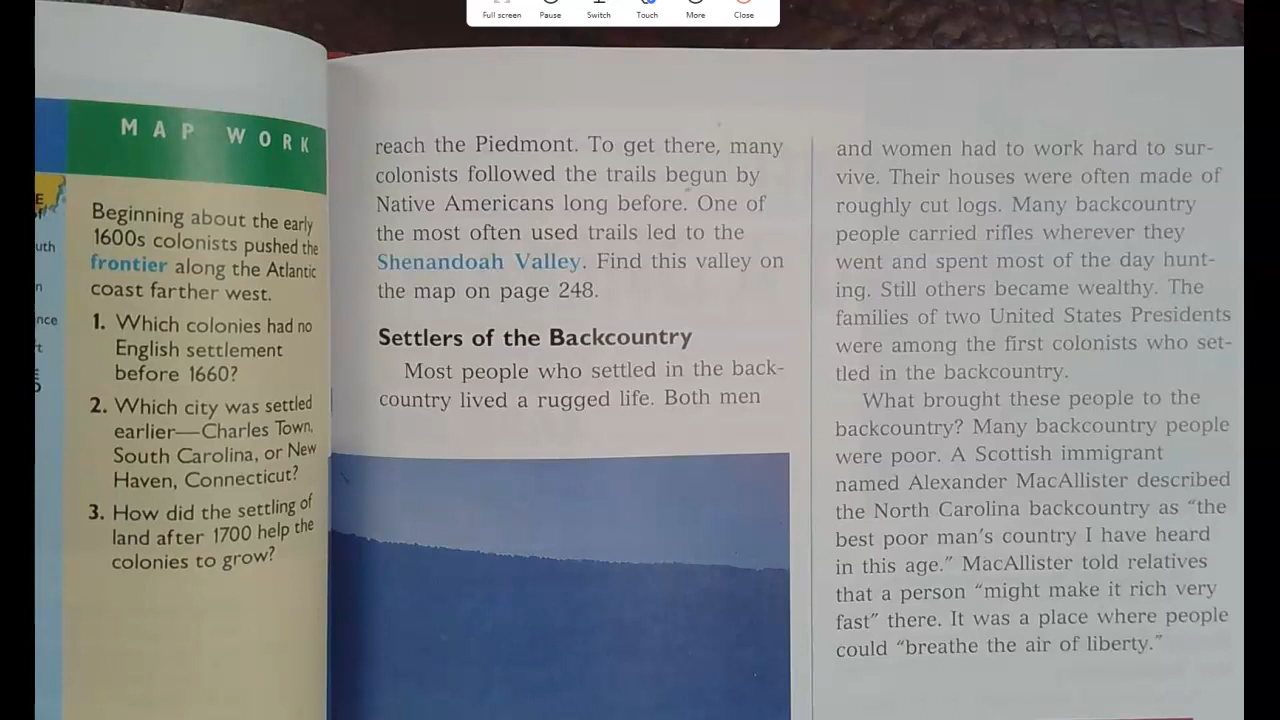 Full screen Pause Switch Touch More Close
MAP WORK
Beginning about the early
1600s colonists pushed the
frontier along the Atlantic
coast farther west.
1. Which colonies had no
English settlement
before 1660?
2. Which city was settled
earlier—Charles Town,
South Carolina, or New
Haven, Connecticut?
3. How did the settling of
land after 1700 help the
colonies to grow?
reach the Piedmont. To get there, many
colonists followed the trails begun by
Native Americans long before. One of
the most often used trails led to the
Shenandoah Valley. Find this valley on
the map on page 248.
Settlers of the Backcountry
Most people who settled in the back-
country lived a rugged life. Both men
and women had to work hard to sur-
vive. Their houses were often made of
roughly cut logs. Many backcountry
people carried rifles wherever they
went and spent most of the day hunt-
ing. Still others became wealthy. The
families of two United States Presidents
were among the first colonists who set-
tled in the backcountry.
What brought these people to the
backcountry? Many backcountry people
were poor. A Scottish immigrant
named Alexander MacAllister described
the North Carolina backcountry as “the
best poor man’s country I have heard
in this age.” MacAllister told relatives
that a person “might make it rich very
fast” there. It was a place where people
could “breathe the air of liberty.”